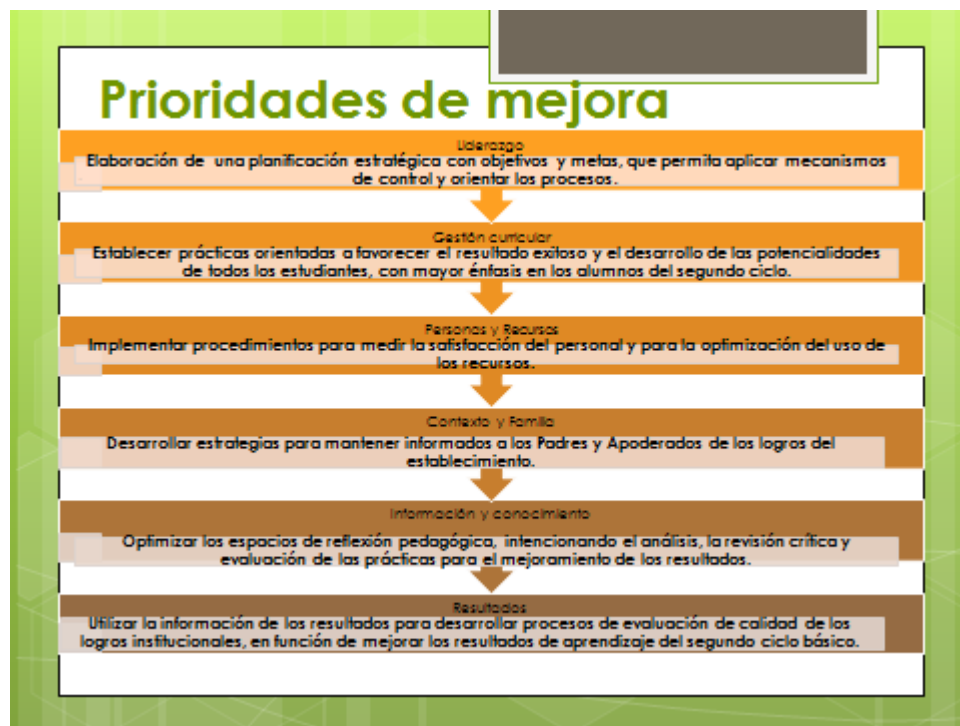 Prioridades de mejora
Liderazgo
Elaboración de una planificación estratégica con objetivos y metas, que permita aplicar mecanismos
de control y orientar los procesos.
Gestión curricular
Establecer prácticas orientadas a favorecer el resultado exitoso y el desarrollo de las potencialidades
de todos los estudiantes, con mayor énfasis en los alumnos del segundo ciclo.
Personas y Recursos
Implementar procedimientos para medir la satisfacción del personal y para la optimización del uso de
los recursos.
Contexto y Familia
Desarrollar estrategias para mantener informados a los Padres y Apoderados de los logros del
establecimiento.
Información y conocimiento
Optimizar los espacios de reflexión pedagógica, intencionando el análisis, la revisión crítica y
evaluación de las prácticas para el mejoramiento de los resultados.
Resultados
Utilizar la información de los resultados para desarrollar procesos de evaluación de calidad de los
logros institucionales, en función de mejorar los resultados de aprendizaje del segundo ciclo básico.